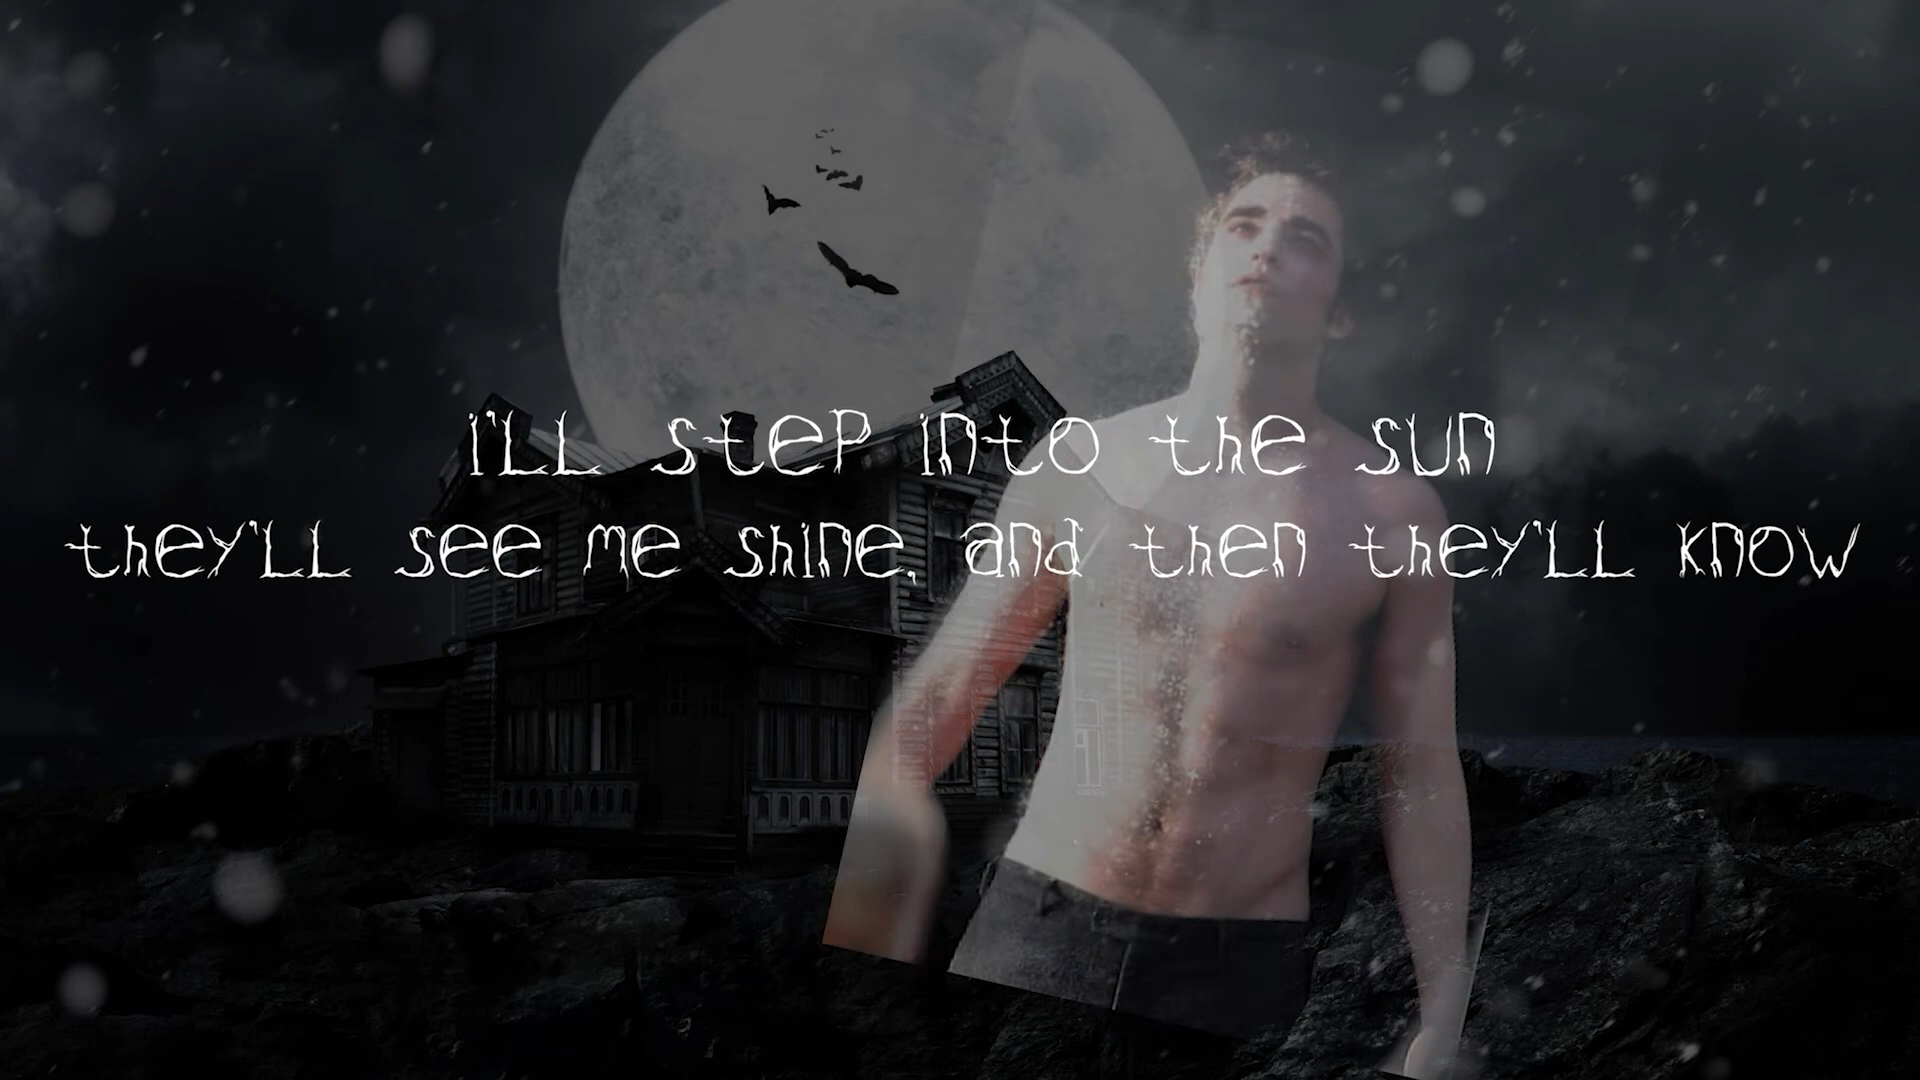 I'll step into the sun
they'll see me shine, and then they'll know